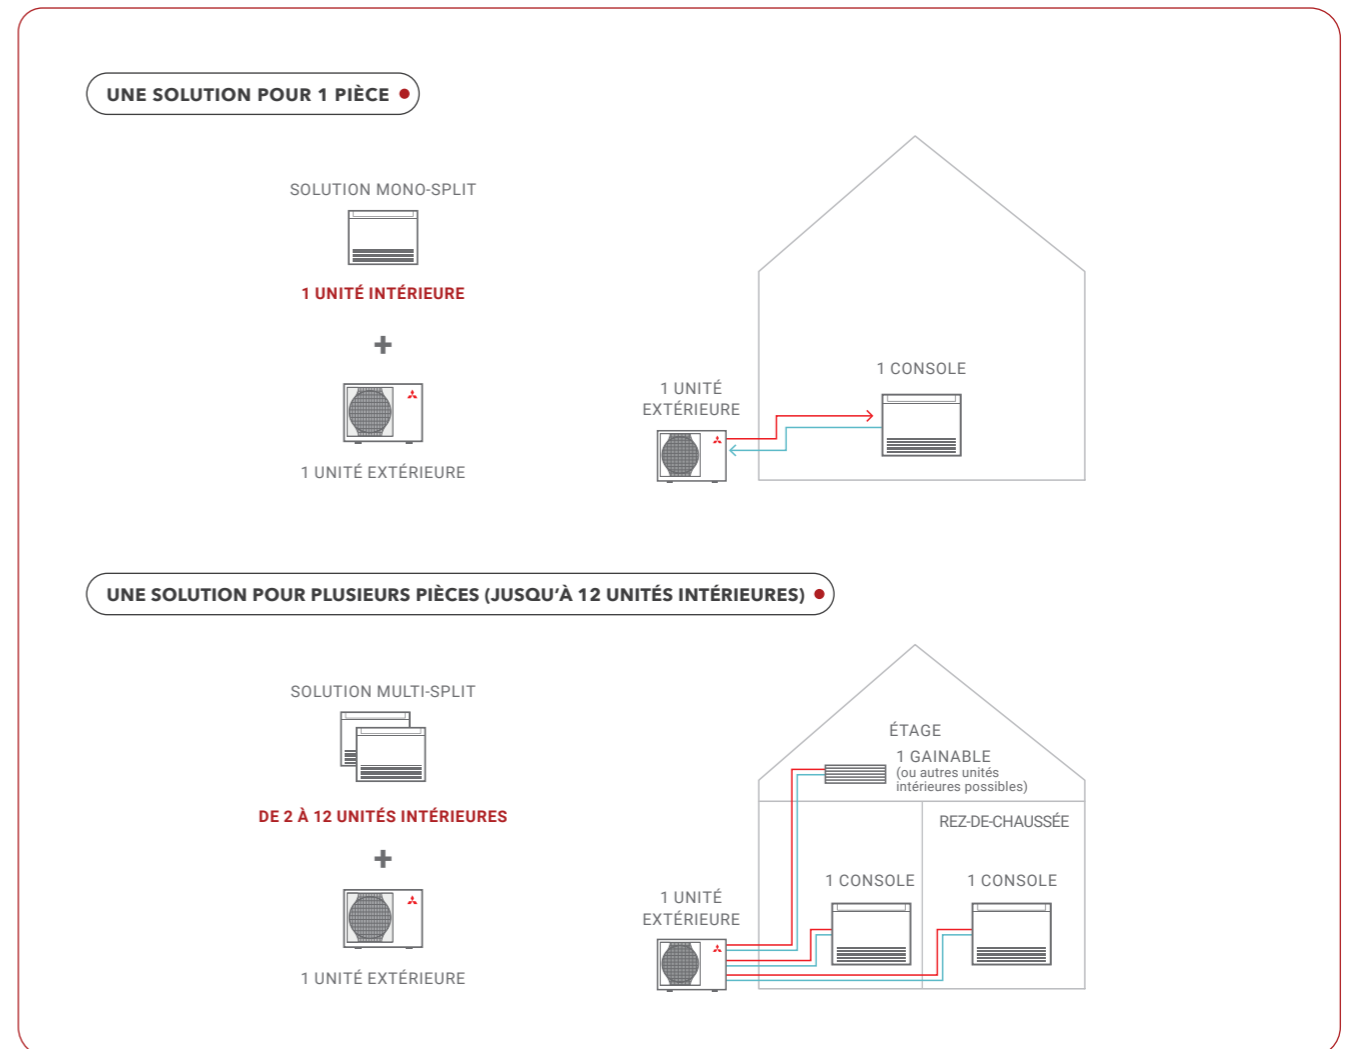 UNE SOLUTION POUR 1 PIÈCE
SOLUTION MONO-SPLIT
1 UNITÉ INTÉRIEURE
+
1 UNITÉ EXTÉRIEURE
1 UNITÉ
EXTÉRIEURE
1 CONSOLE
UNE SOLUTION POUR PLUSIEURS PIÈCES (JUSQU’À 12 UNITÉS INTÉRIEURES)
SOLUTION MULTI-SPLIT
DE 2 À 12 UNITÉS INTÉRIEURES
+
1 UNITÉ EXTÉRIEURE
ÉTAGE
1 GAINABLE
(ou autres unités
intérieures possibles)
REZ-DE-CHAUSSÉE
1 CONSOLE
1 CONSOLE
1 UNITÉ
EXTÉRIEURE